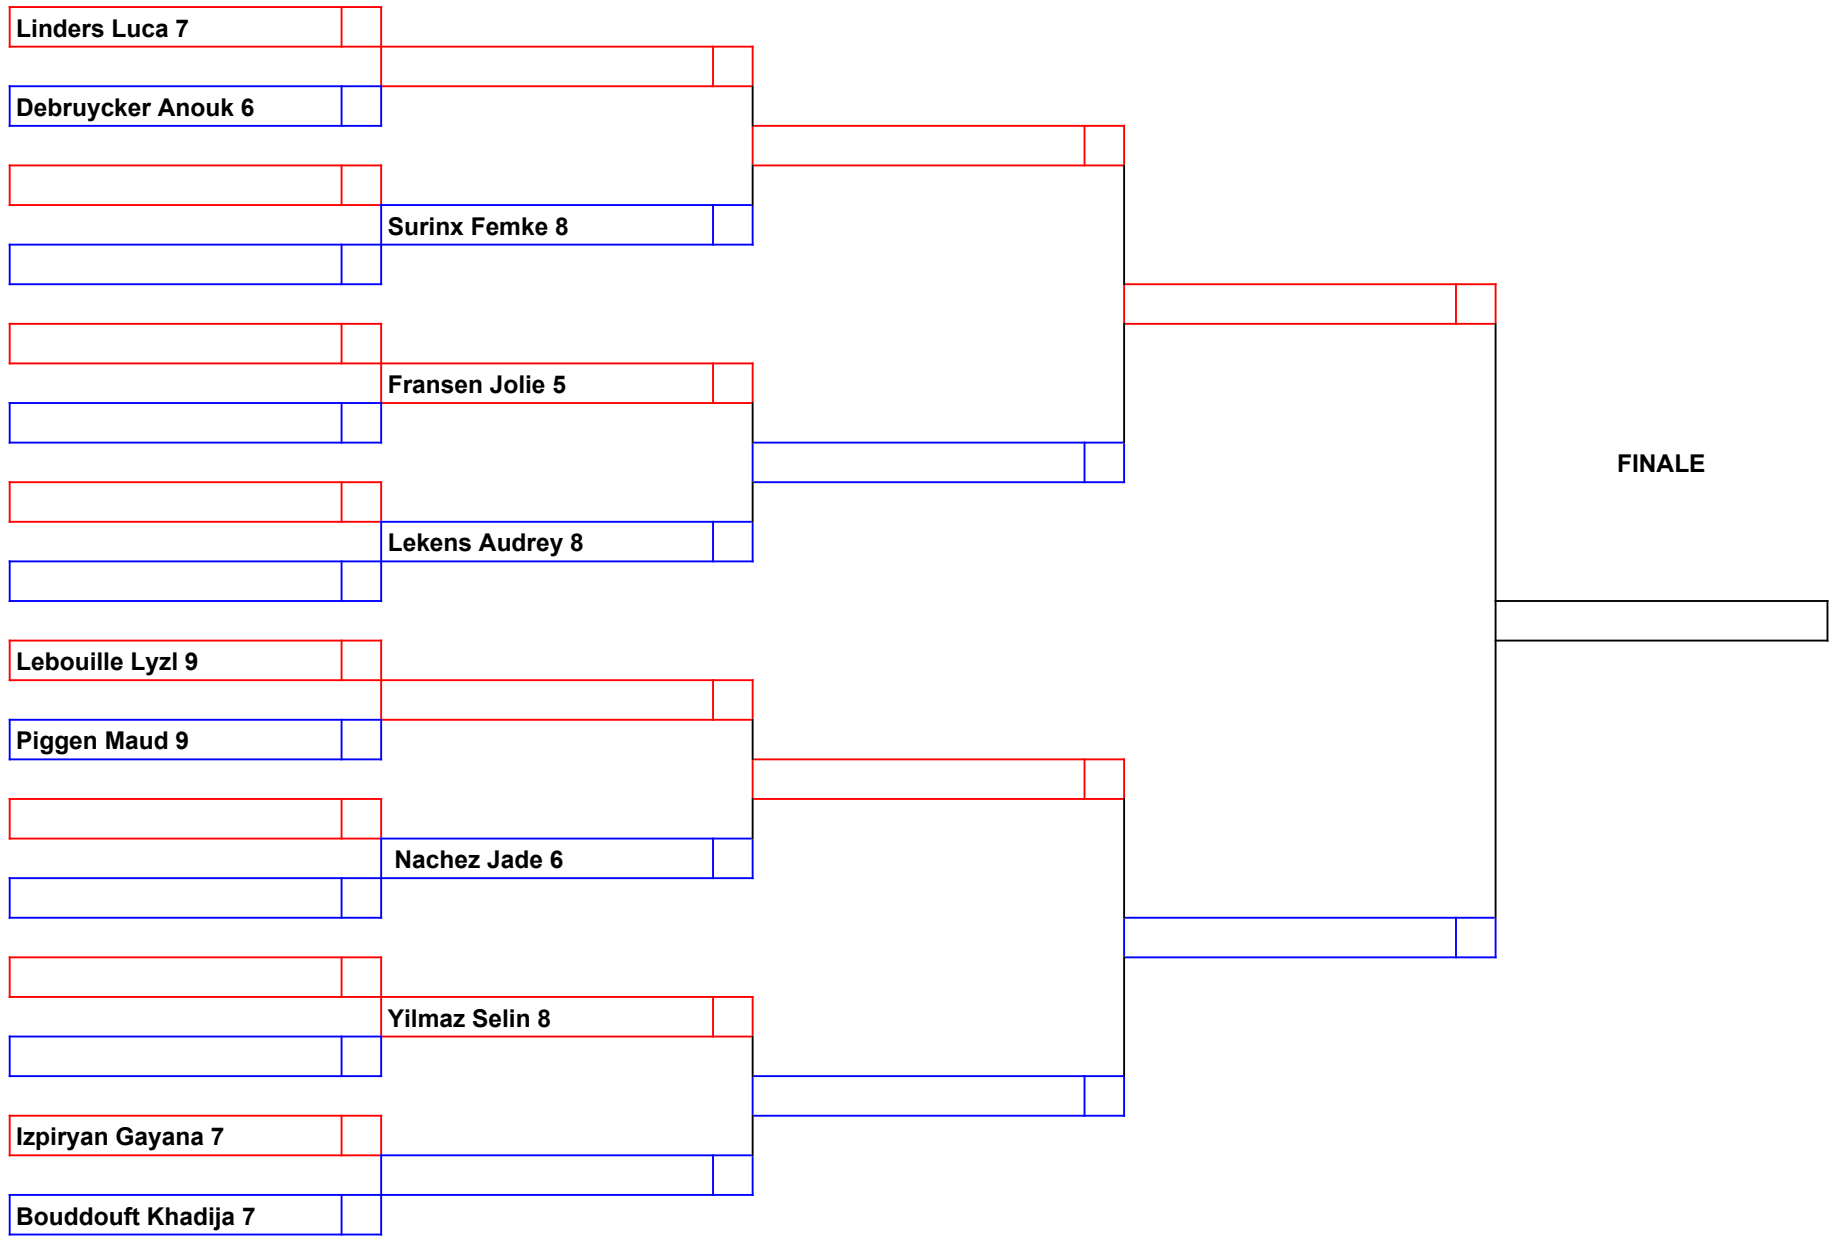 Linders Luca 7
Debruycker Anouk 6
Surinx Femke 8
Fransen Jolie 5
FINALE
Lekens Audrey 8
Lebouille Lyzl 9
Piggen Maud 9
Nachez Jade 6
Yilmaz Selin 8
Izpiryan Gayana 7
Bouddouft Khadija 7